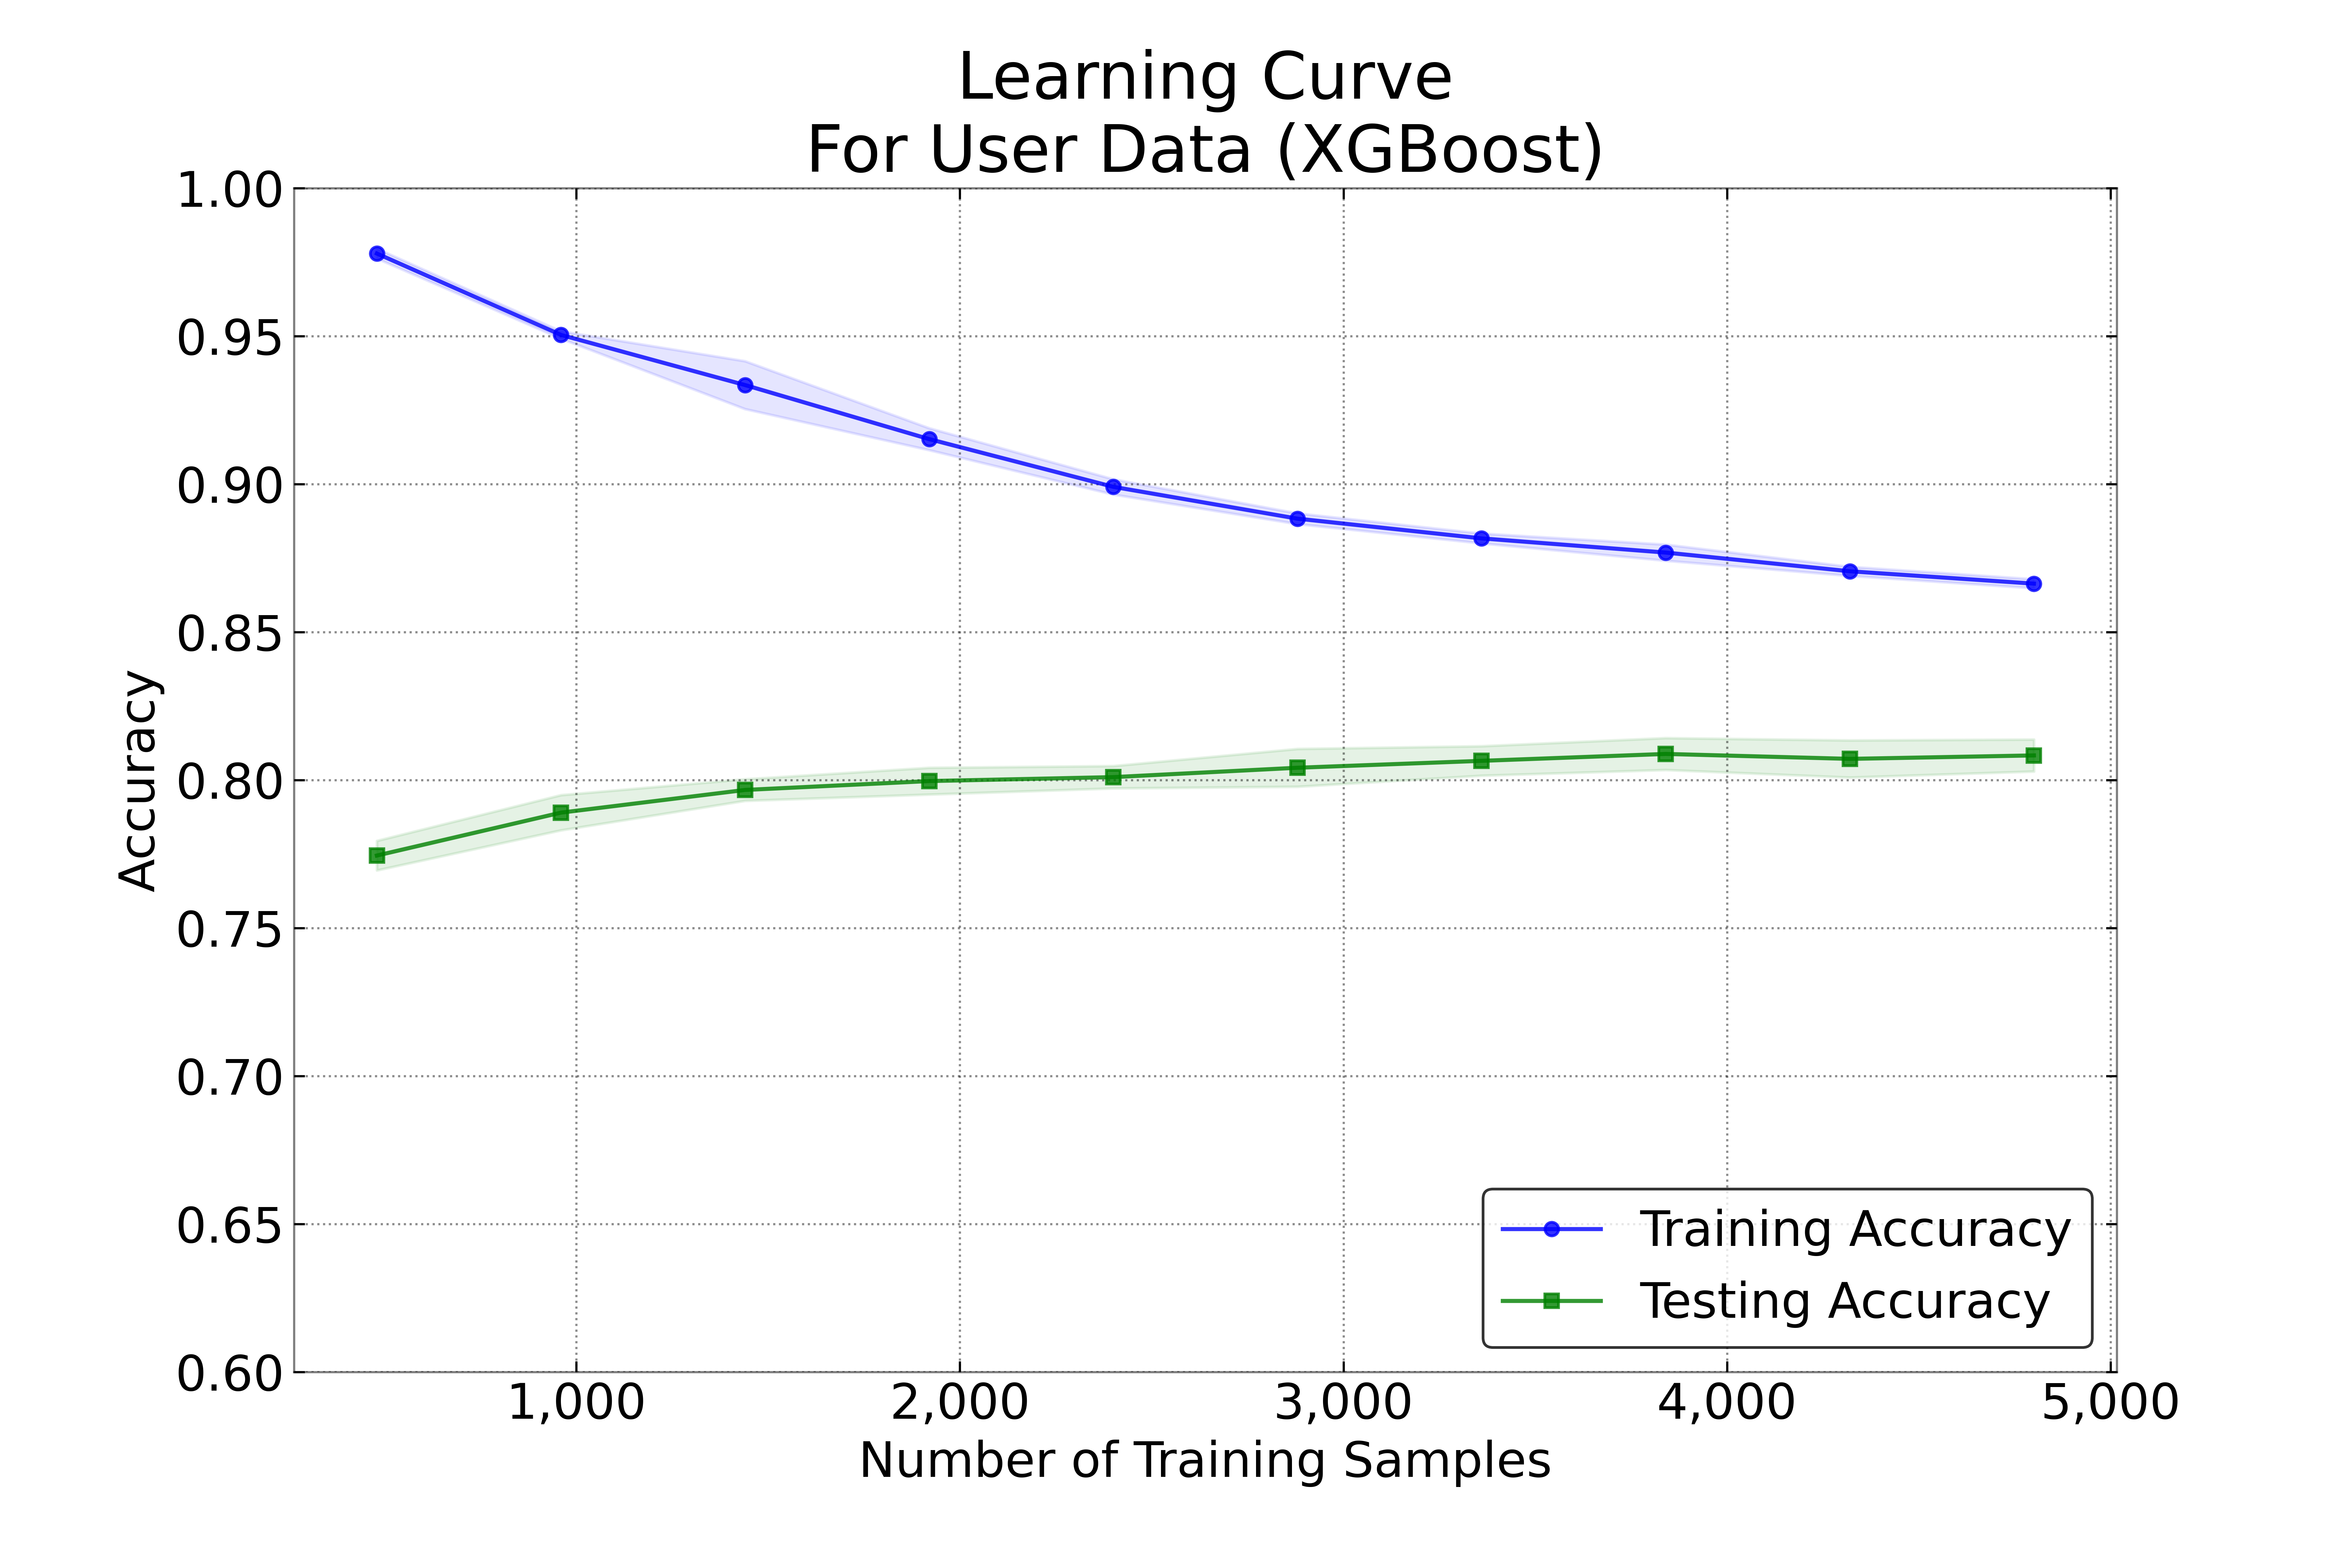 Learning Curve
For User Data (XGBoost)
1.00
0.95
0.90
0.85
0.80
0.75
0.70
0.65
0.60
Accuracy
Training Accuracy
Testing Accuracy
1,000 2,000 3,000 4,000 5,000
Number of Training Samples